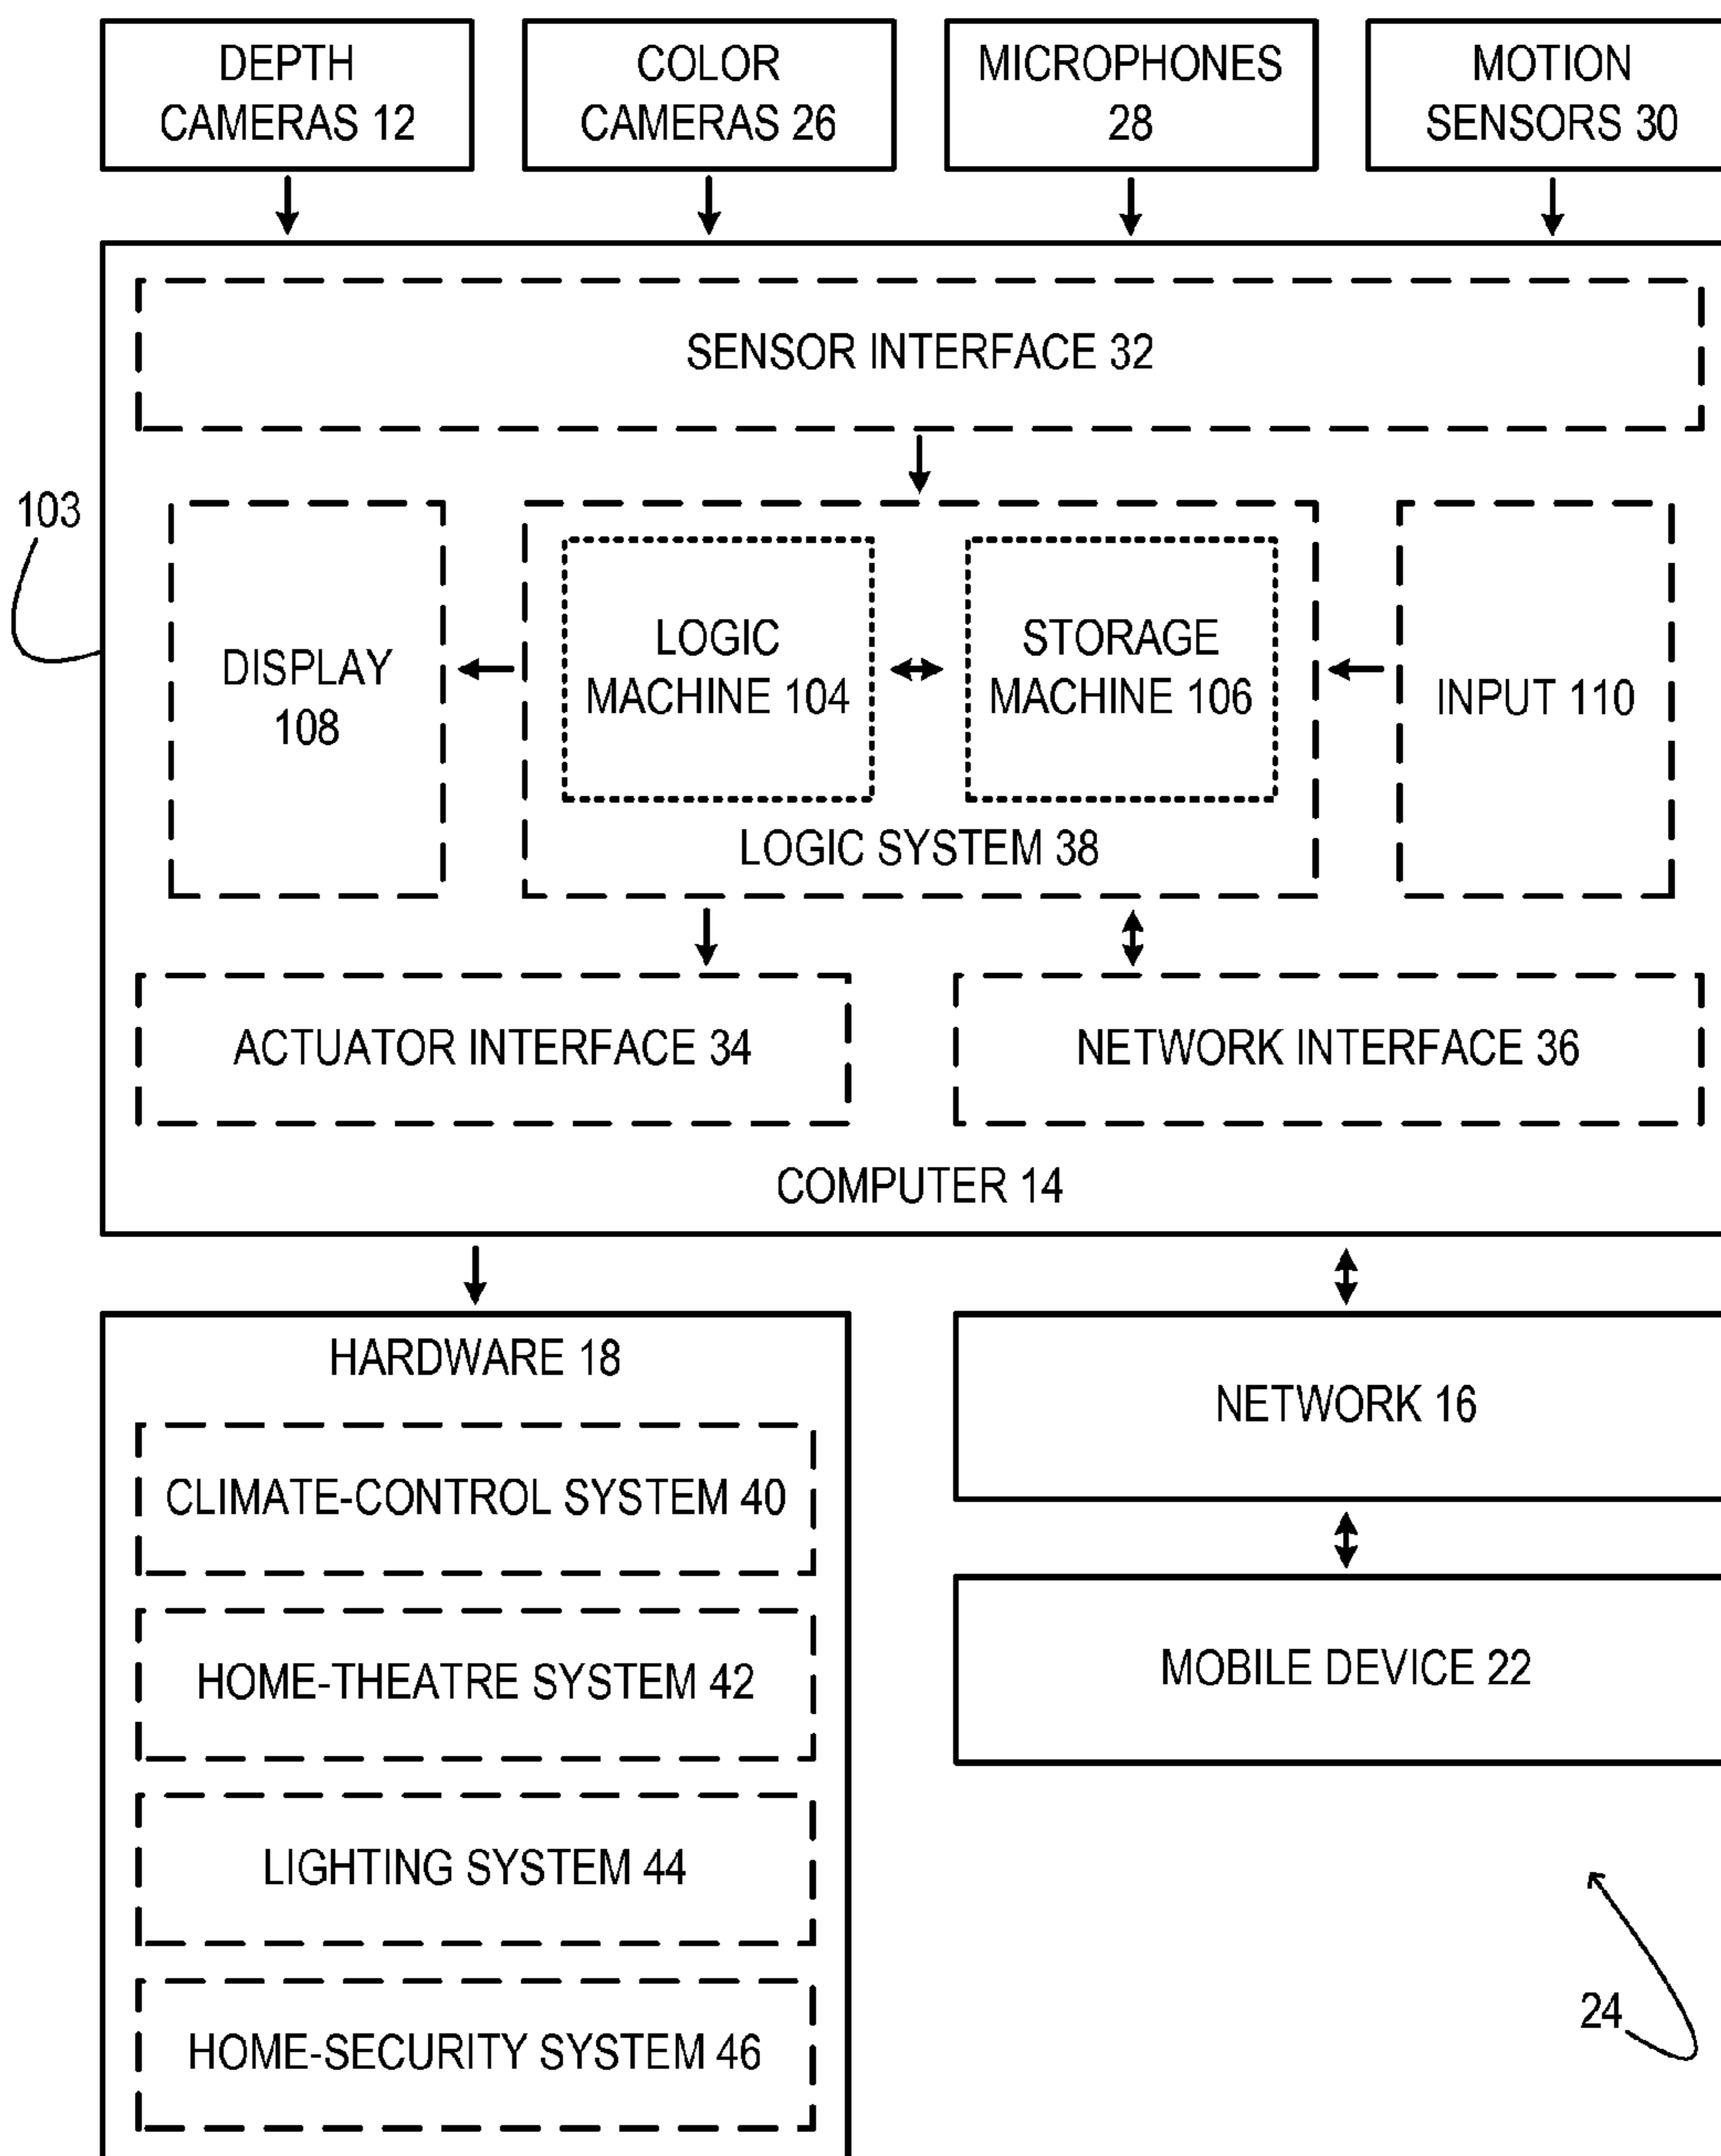 DEPTH
CAMERAS 12
COLOR
CAMERAS 26
MICROPHONES
28
MOTION
SENSORS 30
SENSOR INTERFACE 32
103
DISPLAY
108
LOGIC
MACHINE 104
STORAGE
MACHINE 106
LOGIC SYSTEM 38
INPUT 110
ACTUATOR INTERFACE 34
NETWORK INTERFACE 36
COMPUTER 14
HARDWARE 18
CLIMATE-CONTROL SYSTEM 40
HOME-THEATRE SYSTEM 42
LIGHTING SYSTEM 44
HOME-SECURITY SYSTEM 46
NETWORK 16
MOBILE DEVICE 22
24